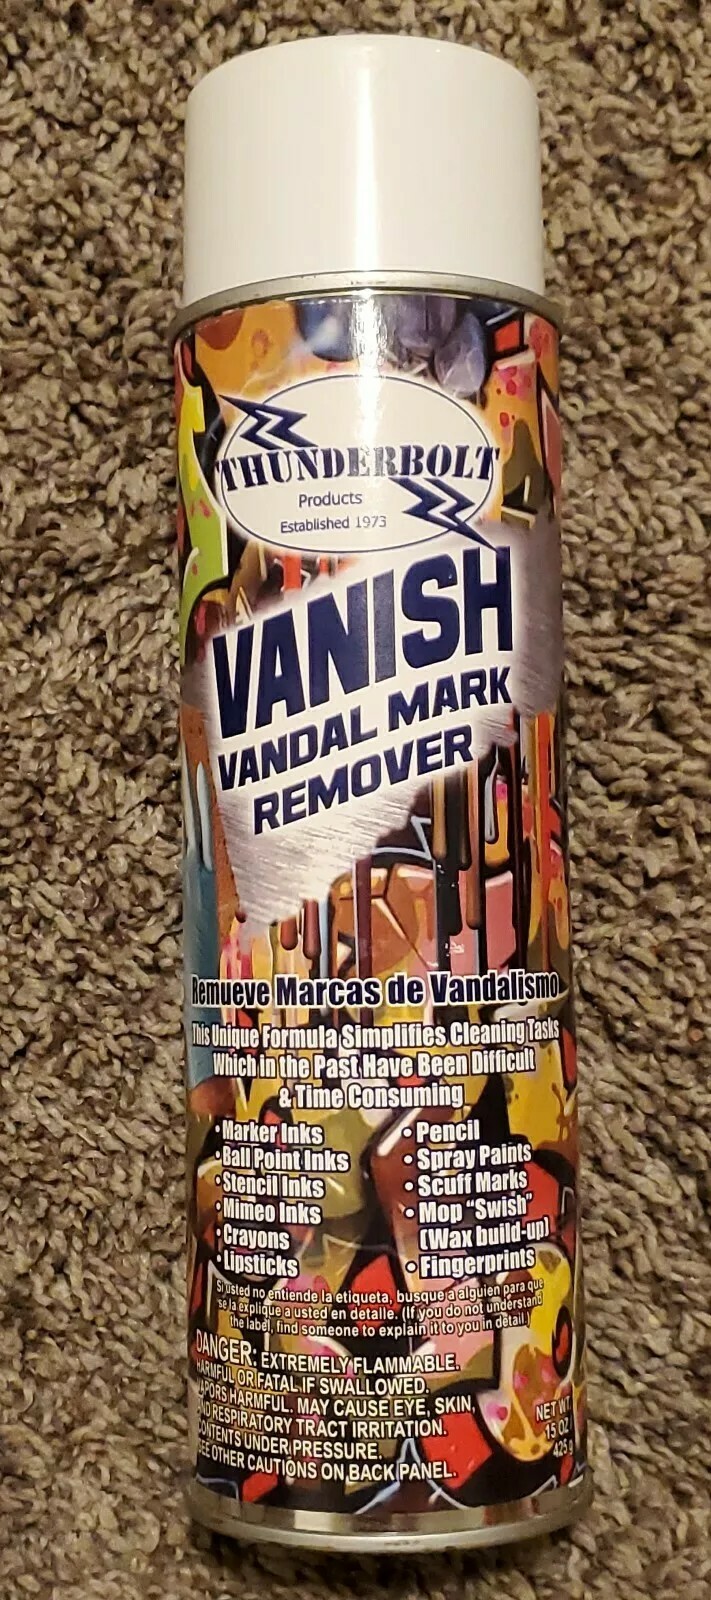 THUNDERBOLT
Products
Established 1973
VANISH
VANDAL MARK
REMOVER
Remueve Marcas de Vandalismo
This Unique Formula Simplifies Cleaning Tasks
Which in the Past Have Been Difficult
& Time Consuming
• Marker Inks
• Ball Point Inks
• Stencil Inks
• Mimeo Inks
• Crayons
• Lipsticks
• Pencil
• Spray Paints
• Scuff Marks
• Mop "Swish"
(Wax build-up)
• Fingerprints
Si usted no entiende la etiqueta, busque a alguien para que
se la explique a usted en detalle. (If you do not understand
the label, find someone to explain it to you in detail.)
DANGER: EXTREMELY FLAMMABLE.
HARMFUL OR FATAL IF SWALLOWED.
VAPORS HARMFUL. MAY CAUSE EYE, SKIN,
AND RESPIRATORY TRACT IRRITATION.
CONTENTS UNDER PRESSURE.
SEE OTHER CAUTIONS ON BACK PANEL.
NET WT.
15 OZ /
425 g